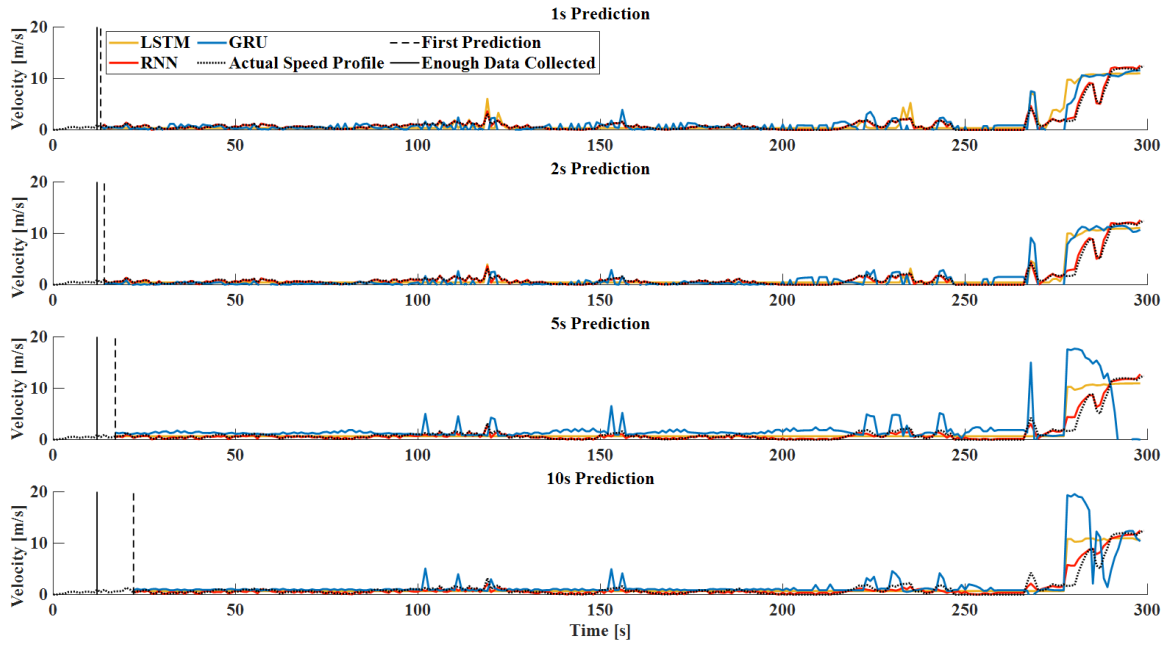 1s Prediction
20
10
0
Velocity [m/s]
LSTM GRU First Prediction
RNN Actual Speed Profile Enough Data Collected
0 50 100 150 200 250 300
2s Prediction
20
10
0
Velocity [m/s]
0 50 100 150 200 250 300
5s Prediction
20
10
0
Velocity [m/s]
0 50 100 150 200 250 300
10s Prediction
20
10
0
Velocity [m/s]
0 50 100 150 200 250 300
Time [s]